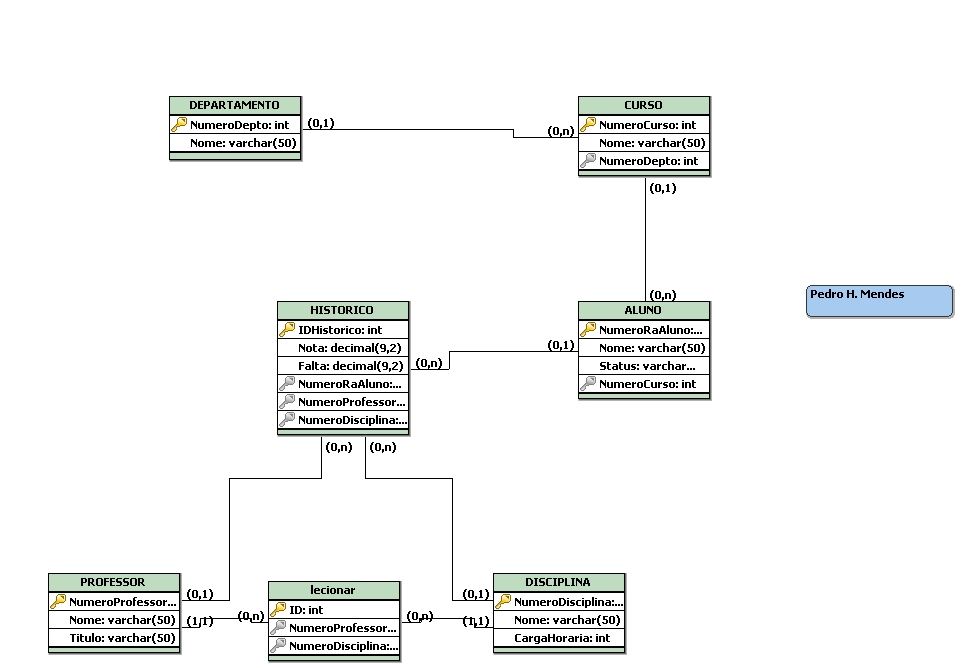 DEPARTAMENTO
NumeroDepto: int
Nome: varchar(50)
(0,1)
(0,n)
CURSO
NumeroCurso: int
Nome: varchar(50)
NumeroDepto: int
(0,1)
Pedro H. Mendes
(0,n)
HISTORICO
IDHistorico: int
Nota: decimal(9,2)
Falta: decimal(9,2)
NumeroRaAluno:...
NumeroProfessor...
NumeroDisciplina:...
(0,n)
(0,1)
ALUNO
NumeroRaAluno:...
Nome: varchar(50)
Status: varchar...
NumeroCurso: int
(0,n)
(0,n)
PROFESSOR
NumeroProfessor...
Nome: varchar(50)
Titulo: varchar(50)
(0,1)
(1,1)
(0,n)
lecionar
ID: int
NumeroProfessor...
NumeroDisciplina:...
(0,n)
(0,1)
(1,1)
DISCIPLINA
NumeroDisciplina:...
Nome: varchar(50)
CargaHoraria: int